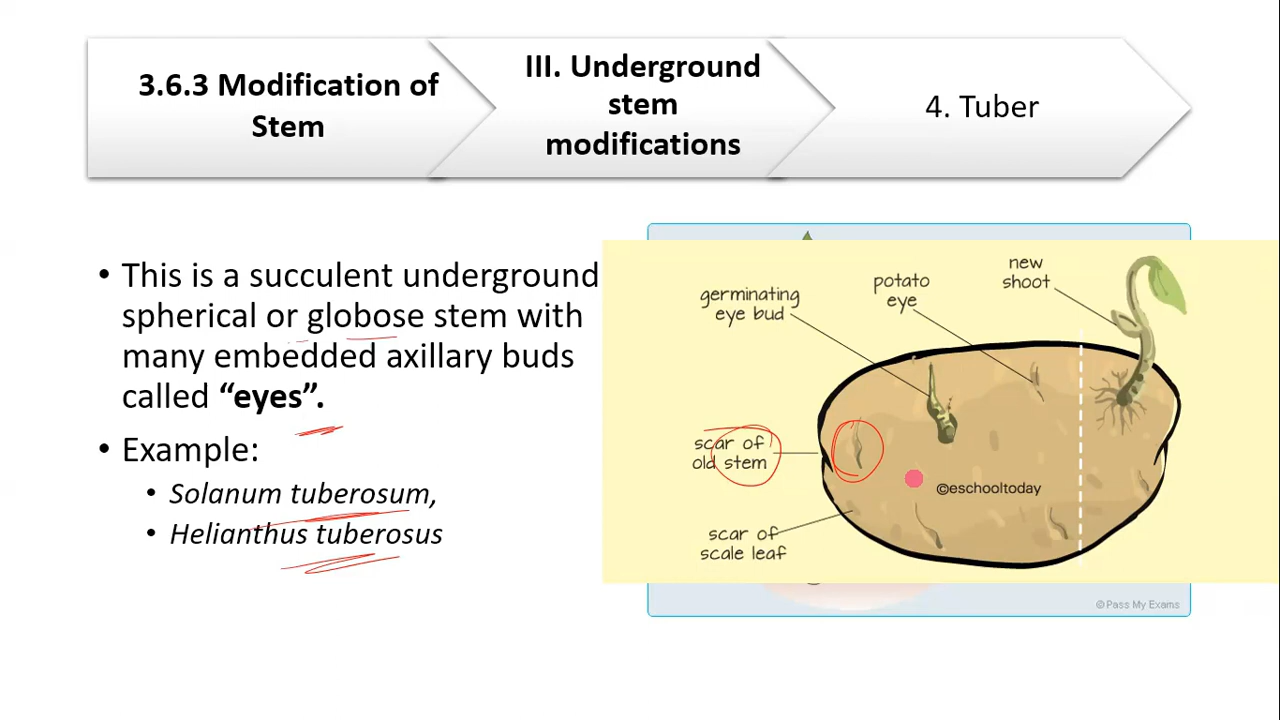 3.6.3 Modification of
Stem
III. Underground
stem
modifications
4. Tuber
• This is a succulent underground
spherical or globose stem with
many embedded axillary buds
called “eyes”.
• Example:
• Solanum tuberosum,
• Helianthus tuberosus
new
shoot
potato
eye
germinating
eye bud
scar of
old stem
©eschooltoday
scar of
scale leaf
© Pass My Exams